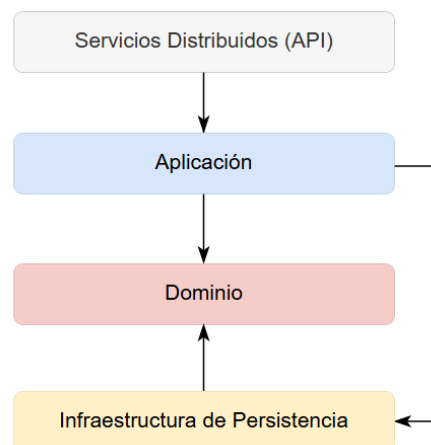 Servicios Distribuidos (API)
Aplicación
Dominio
Infraestructura de Persistencia